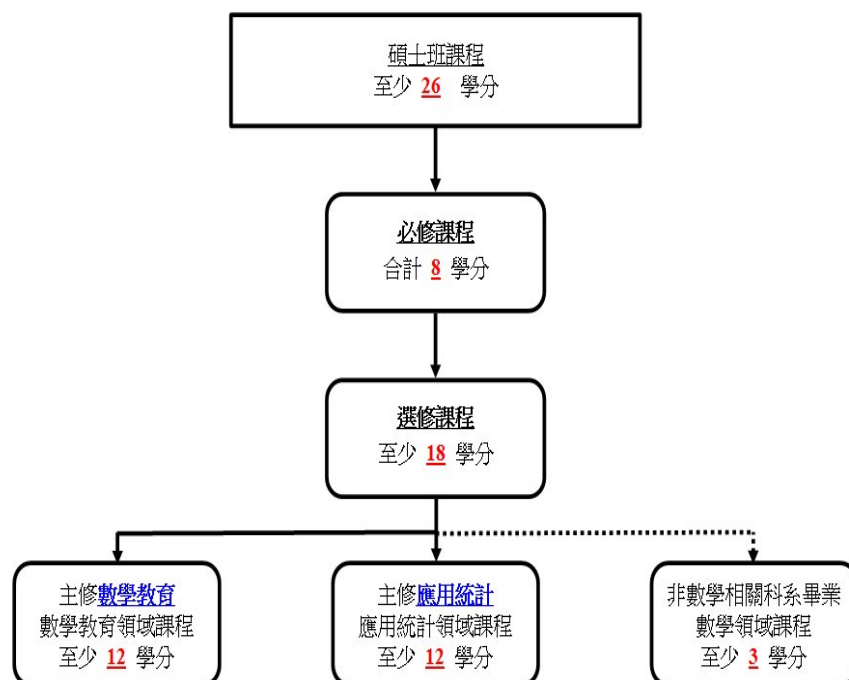 碩士班課程
至少 26 學分
必修課程
合計 8 學分
選修課程
至少 18 學分
主修數學教育
數學教育領域課程
至少 12 學分
主修應用統計
應用統計領域課程
至少 12 學分
非數學相關科系畢業
數學領域課程
至少 3 學分